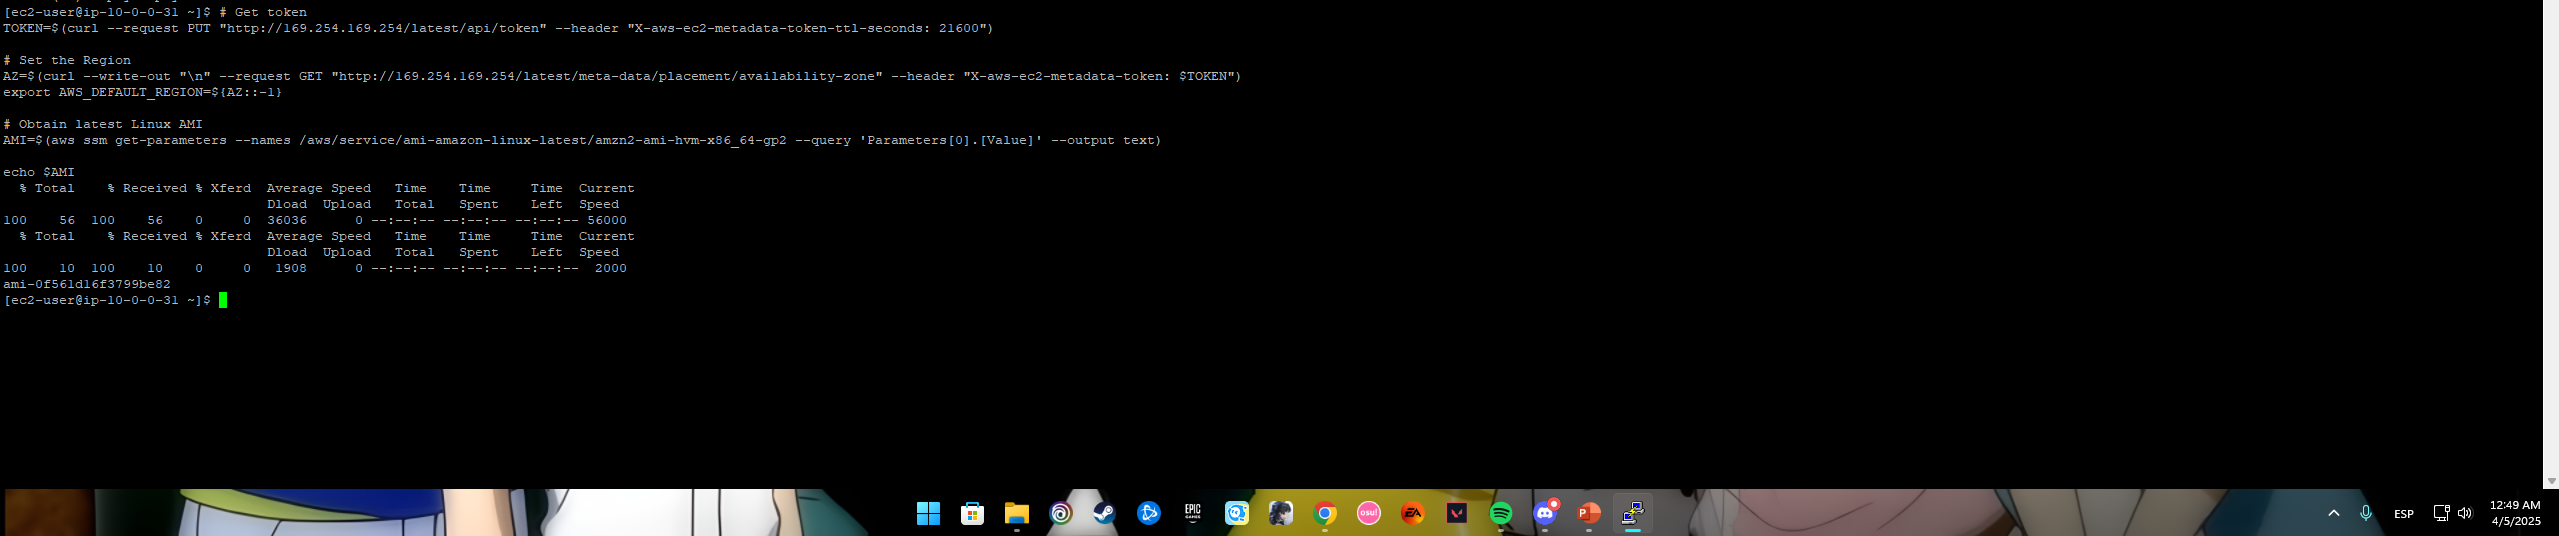 [ec2-user@ip-10-0-0-31 ~]$ # Get token
TOKEN=$(curl --request PUT "http://169.254.169.254/latest/api/token" --header "X-aws-ec2-metadata-token-ttl-seconds: 21600")
# Set the Region
AZ=$(curl --write-out "\n" --request GET "http://169.254.169.254/latest/meta-data/placement/availability-zone" --header "X-aws-ec2-metadata-token: $TOKEN")
export AWS_DEFAULT_REGION=${AZ::-1}
# Obtain latest Linux AMI
AMI=$(aws ssm get-parameters --names /aws/service/ami-amazon-linux-latest/amzn2-ami-hvm-x86_64-gp2 --query 'Parameters[0].[Value]' --output text)
echo $AMI
  % Total    % Received % Xferd  Average Speed   Time    Time     Time  Current
                                 Dload  Upload   Total   Spent    Left  Speed
100    56  100    56    0     0  36036      0 --:--:-- --:--:-- --:--:-- 56000
  % Total    % Received % Xferd  Average Speed   Time    Time     Time  Current
                                 Dload  Upload   Total   Spent    Left  Speed
100    10  100    10    0     0   1908      0 --:--:-- --:--:-- --:--:--  2000
ami-0f561d16f3799be82
[ec2-user@ip-10-0-0-31 ~]$
EPIC
GAMES
osu!
EA
P
ESP
12:49 AM
4/5/2025